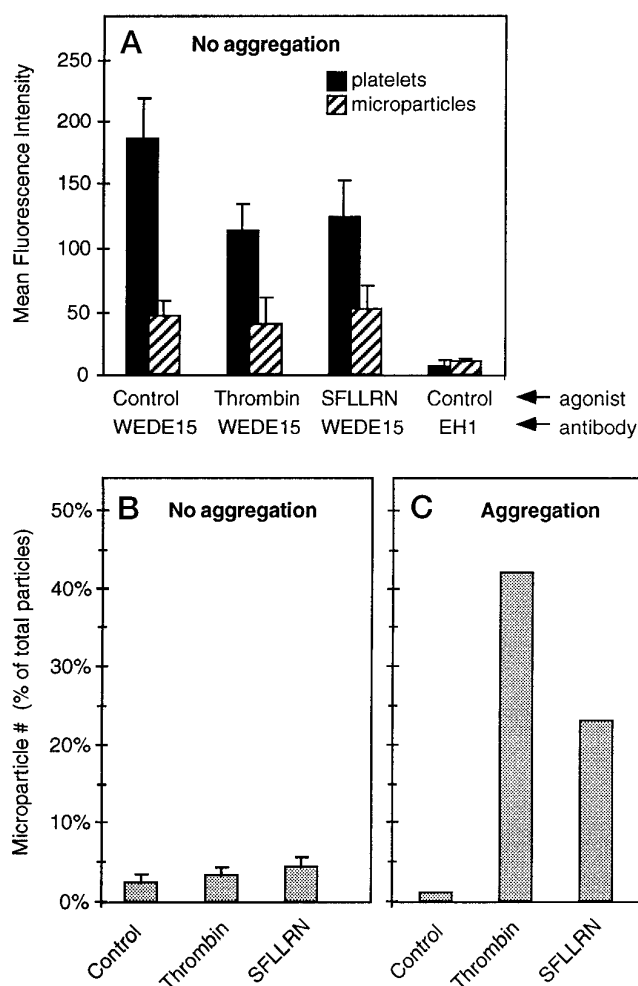 A No aggregation
250
200
150
100
50
0
Mean Fluorescence Intensity
platelets
microparticles
Control Thrombin SFLLRN Control agonist
WEDE15 WEDE15 WEDE15 EH1 antibody
B No aggregation
C Aggregation
50%
40%
30%
20%
10%
0%
Microparticle # (% of total particles)
Control
Thrombin
SFLLRN
Control
Thrombin
SFLLRN